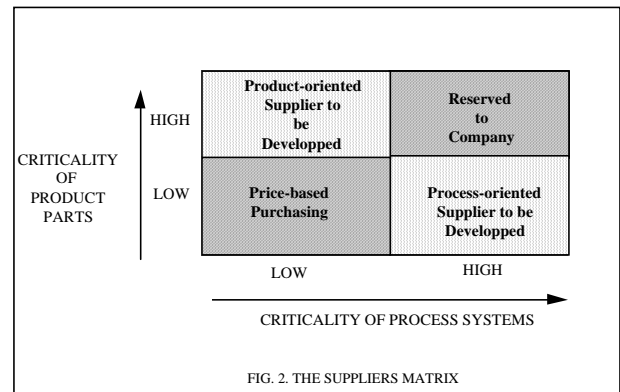 Product-oriented
Supplier to
be
Developped
Reserved
to
Company
HIGH
CRITICALITY
OF
PRODUCT
PARTS
LOW
Price-based
Purchasing
Process-oriented
Supplier to be
Developped
LOW
HIGH
CRITICALITY OF PROCESS SYSTEMS
FIG. 2. THE SUPPLIERS MATRIX